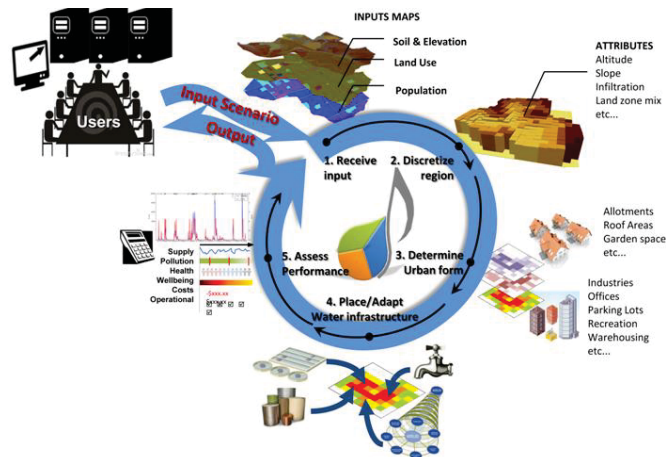 INPUTS MAPS
Soil & Elevation
Land Use
Population
ATTRIBUTES
Altitude
Slope
Infiltration
Land zone mix
etc...
Users
Input Scenario
Output
1. Receive
input
2. Discretize
region
3. Determine
Urban form
4. Place/Adapt
Water infrastructure
5. Assess
Performance
Allotments
Roof Areas
Garden space
etc...
Industries
Offices
Parking Lots
Recreation
Warehousing
etc...
Supply
Pollution
Health
Wellbeing
Costs
Operational